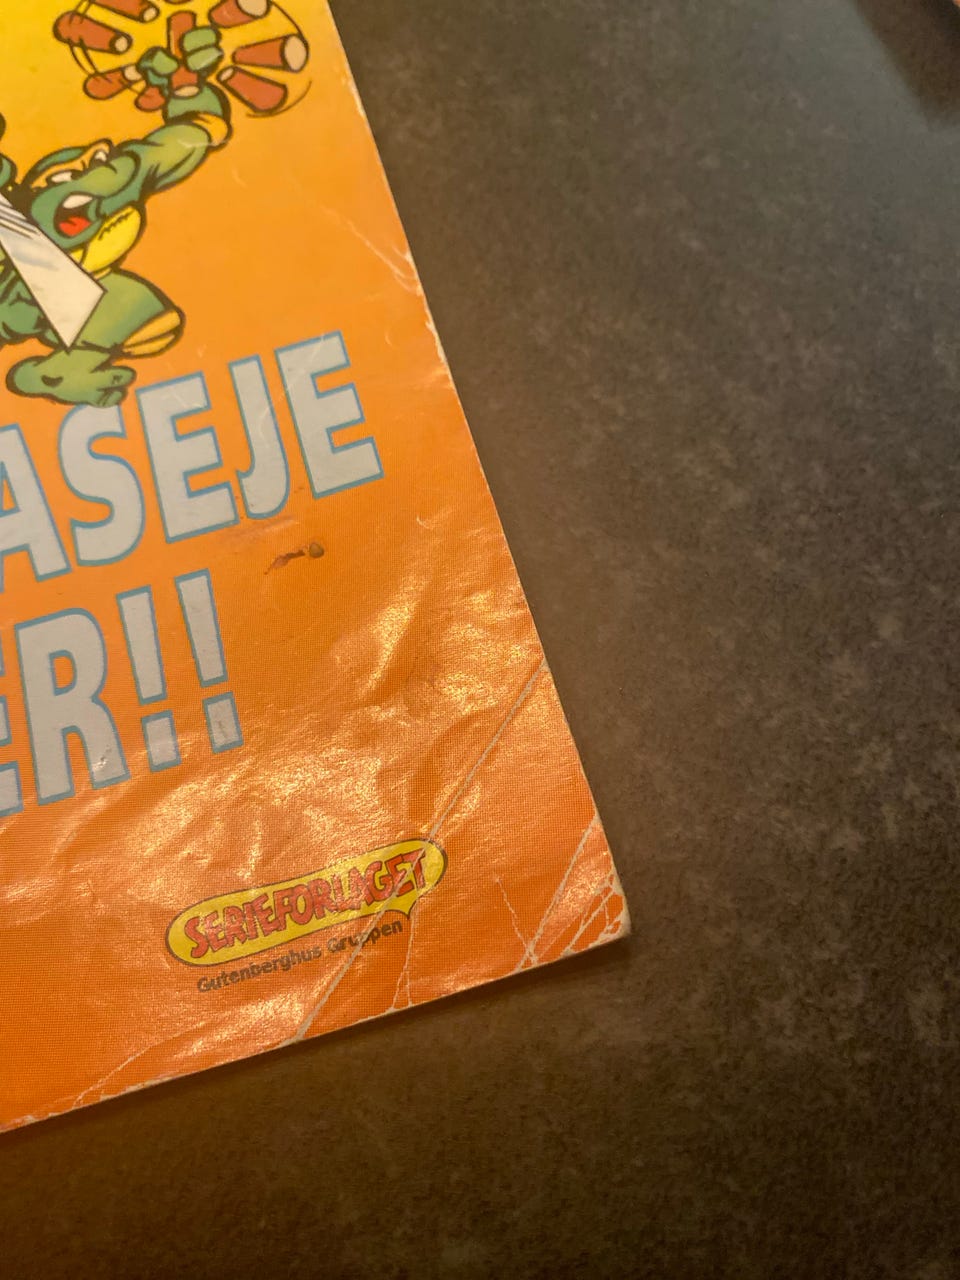 ASEJE
ER!!
SERIEFORLAGET
Gutenberghus Gruppen